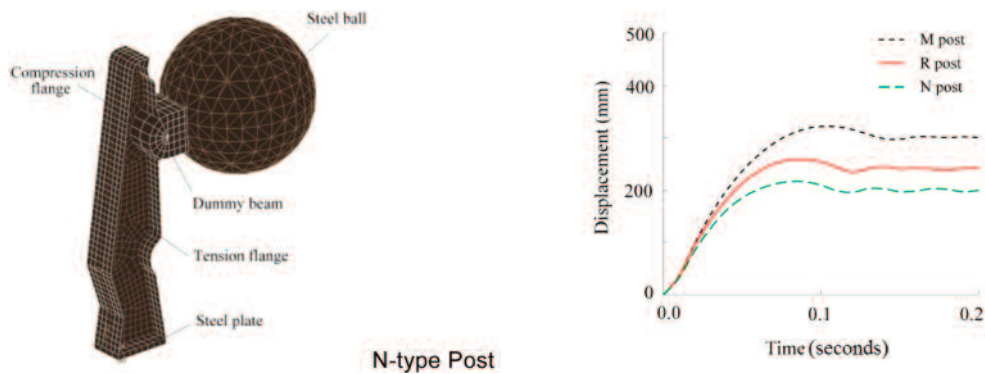 Steel ball
Compression
flange
Dummy beam
Tension flange
Steel plate
N-type Post
500
400
200
0
Displacement (mm)
M post
R post
N post
0.0
0.1
0.2
Time (seconds)